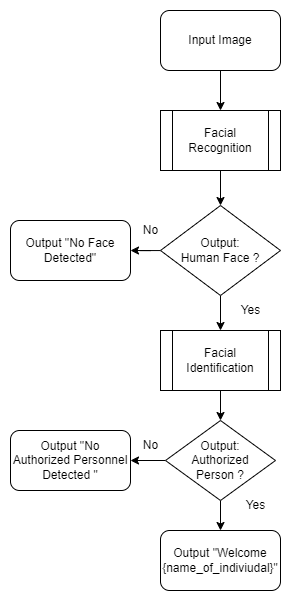 Input Image
Facial
Recognition
Output:
Human Face ?
No
Output "No Face
Detected"
Yes
Facial
Identification
Output:
Authorized
Person ?
No
Output "No
Authorized Personnel
Detected "
Yes
Output "Welcome
{name_of_indiviudal}"